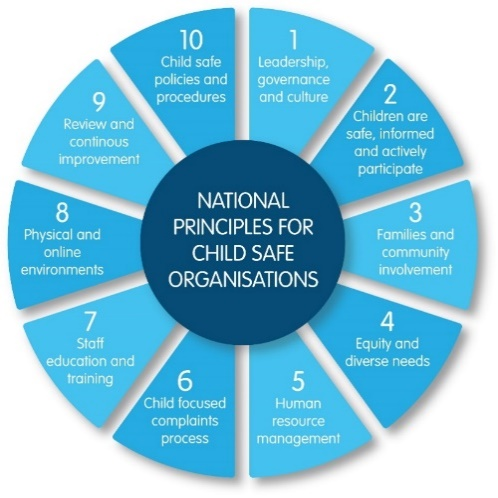 NATIONAL
PRINCIPLES FOR
CHILD SAFE
ORGANISATIONS
1
Leadership,
governance
and culture
2
Children are
safe, informed
and actively
participate
3
Families and
community
involvement
4
Equity and
diverse needs
5
Human
resource
management
6
Child focused
complaints
process
7
Staff
education and
training
8
Physical and
online
environments
9
Review and
continous
improvement
10
Child safe
policies and
procedures